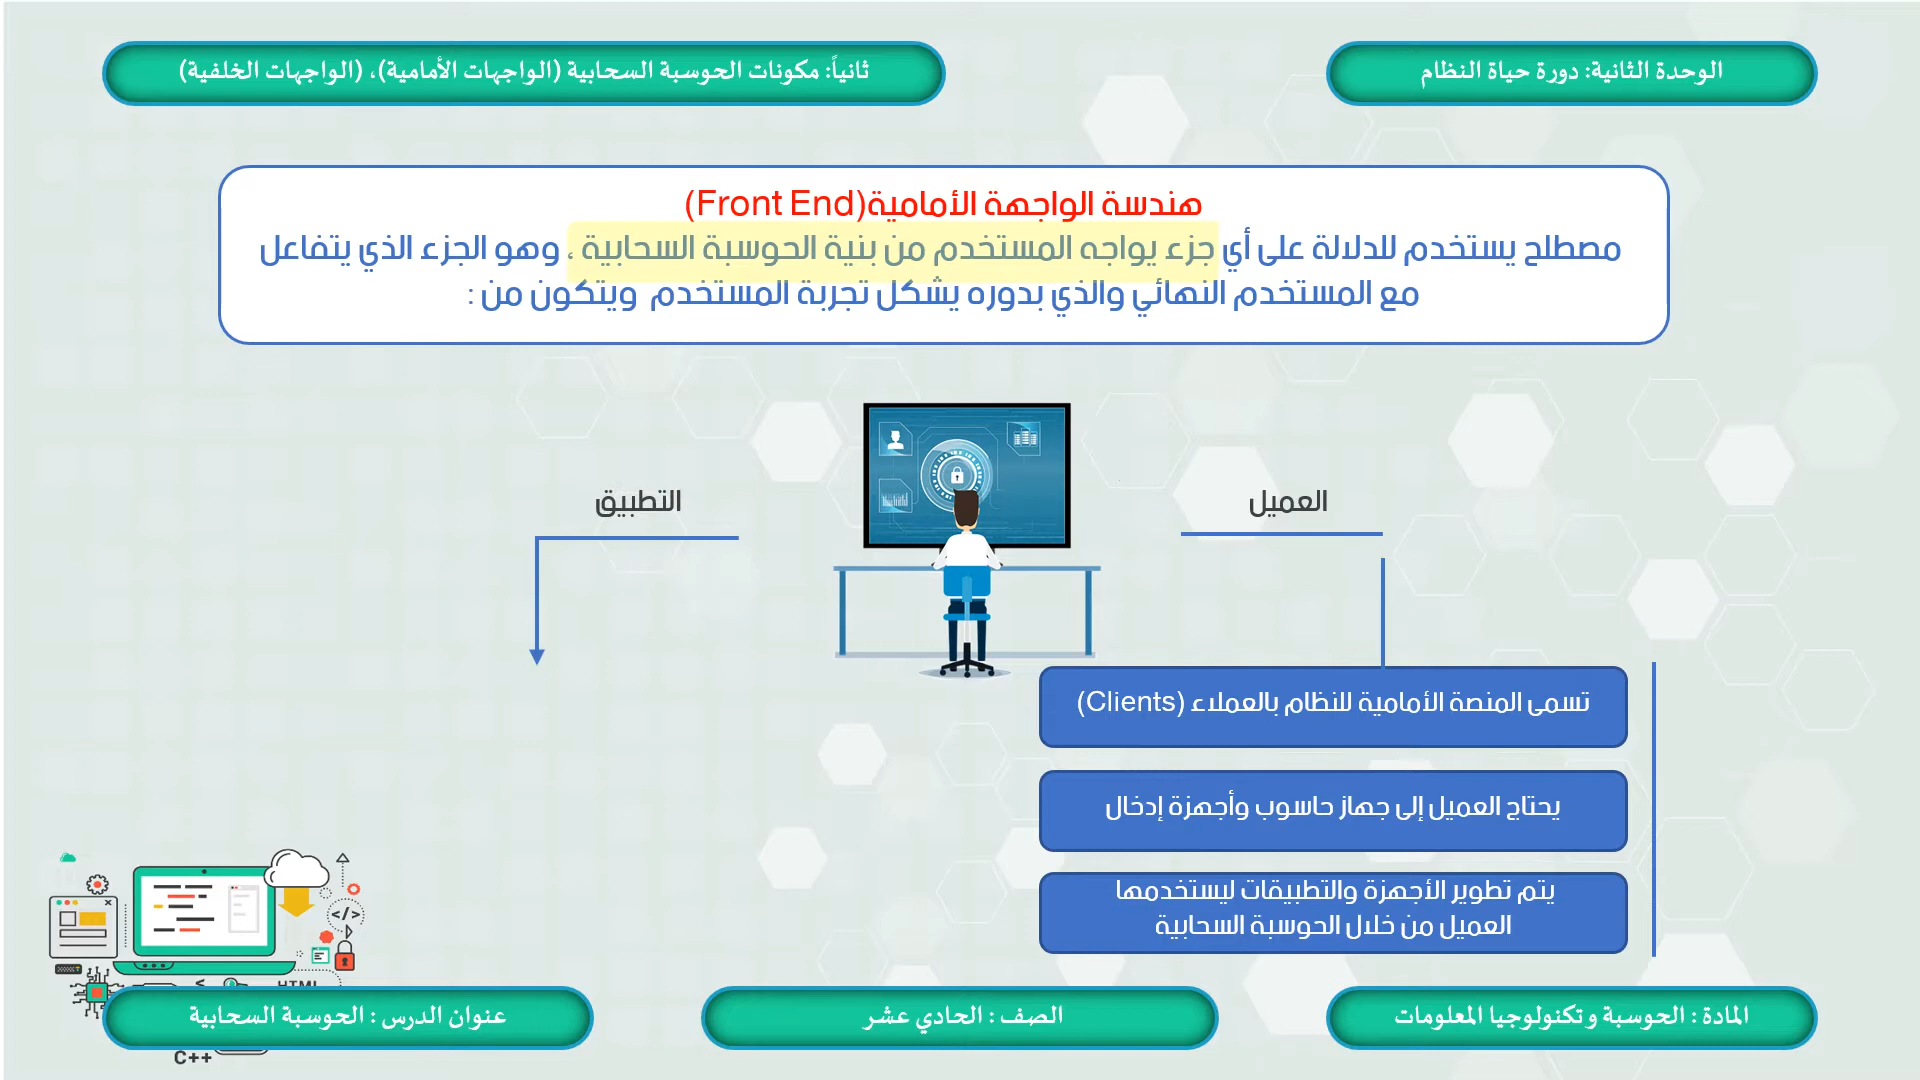 الوحدة الثانية: دورة حياة النظام
ثانياً: مكونات الحوسبة السحابية (الواجهات الأمامية)، (الواجهات الخلفية)
هندسة الواجهة الأمامية(Front End)
مصطلح يستخدم للدلالة على أي جزء يواجه المستخدم من بنية الحوسبة السحابية ، وهو الجزء الذي يتفاعل
مع المستخدم النهائي والذي بدوره يشكل تجربة المستخدم ويتكون من :
العميل
التطبيق
تسمى المنصة الأمامية للنظام بالعملاء (Clients)
يحتاج العميل إلى جهاز حاسوب وأجهزة إدخال
يتم تطوير الأجهزة والتطبيقات ليستخدمها
العميل من خلال الحوسبة السحابية
</>
HTML
المادة : الحوسبة وتكنولوجيا المعلومات
الصف : الحادي عشر
عنوان الدرس : الحوسبة السحابية
C++